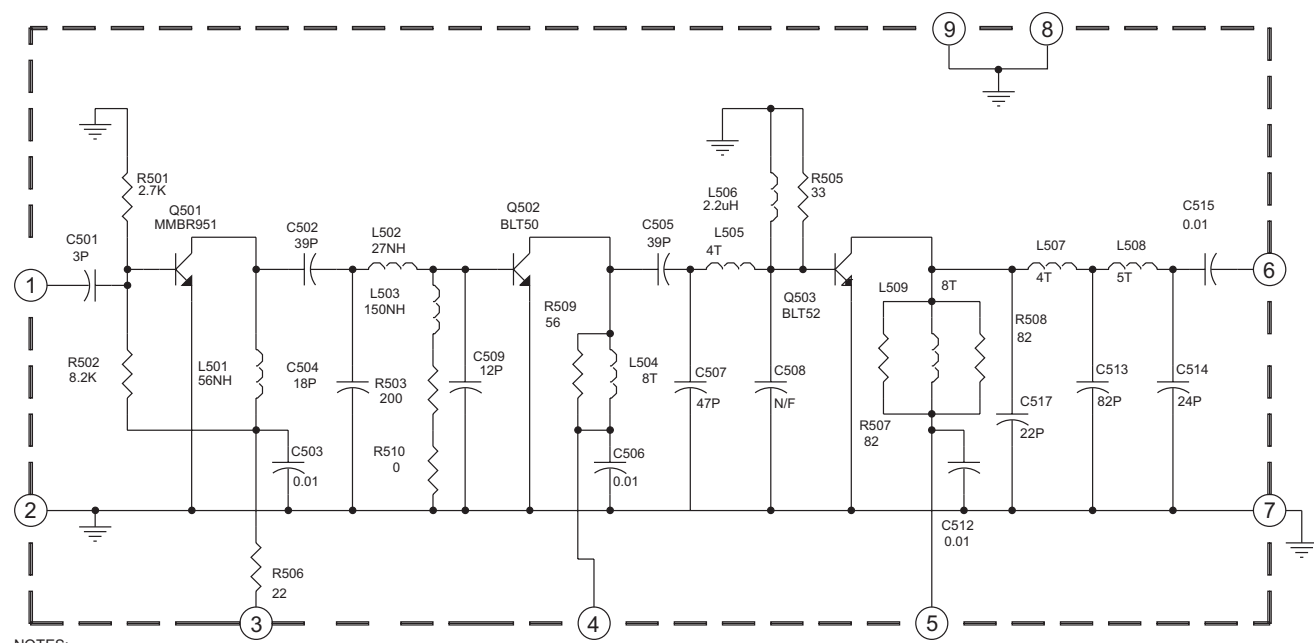 9
8
R501
2.7K
Q501
MMBR951
C501
3P
1
R502
8.2K
L501
56NH
C502
39P
L502
27NH
L503
150NH
C504
18P
R503
200
R510
0
C509
12P
C503
0.01
Q502
BLT50
R509
56
C505
39P
L505
4T
L506
2.2uH
R505
33
L504
8T
C506
0.01
C507
47P
C508
N/F
Q503
BLT52
L509
8T
R508
82
R507
82
C517
22P
L507
4T
L508
5T
C515
0.01
6
C513
82P
C514
24P
C512
0.01
2
7
R506
22
3
4
5
NOTES: